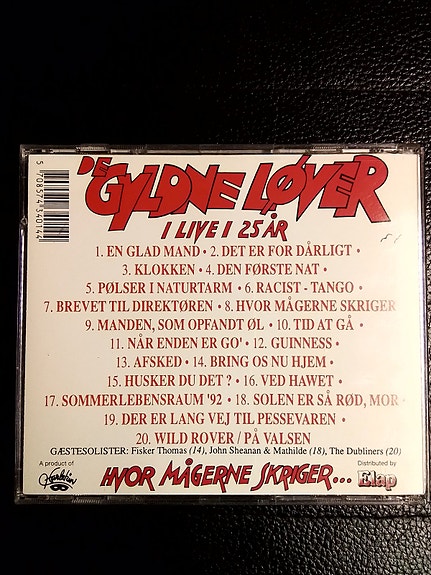 DE GYLDNE LØVER
I LIVE I 25 ÅR
1. EN GLAD MAND • 2. DET ER FOR DÅRLIGT •
3. KLOKKEN • 4. DEN FØRSTE NAT •
5. PØLSER I NATURTARM • 6. RACIST - TANGO •
7. BREVET TIL DIREKTØREN • 8. HVOR MÅGERNE SKRIGER
9. MANDEN, SOM OPFANDT ØL • 10. TID AT GÅ •
11. NÅR ENDEN ER GO' • 12. GUINNESS •
13. AFSKED • 14. BRING OS NU HJEM •
15. HUSKER DU DET ? • 16. VED HAWET •
17. SOMMERLEBENSRAUM '92 • 18. SOLEN ER SÅ RØD, MOR •
19. DER ER LANG VEJ TIL PESSEVAREN •
20. WILD ROVER / PÅ VALSEN
GÆSTESOLISTER: Fisker Thomas (14), John Sheanan & Mathilde (18), The Dubliners (20)
A product of
HVOR MÅGERNE SKRIGER...
Distributed by
Elap
5 708574 340144